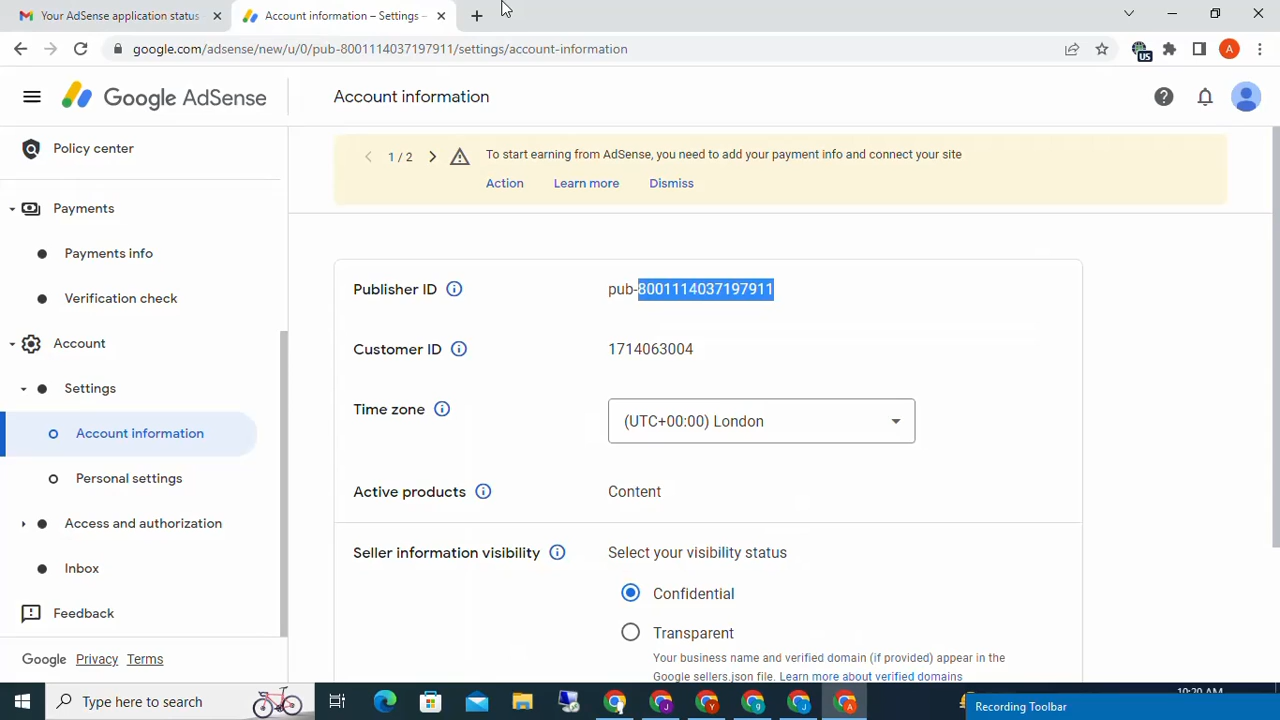 Your AdSense application status
Account information – Settings –
google.com/adsense/new/u/0/pub-8001114037197911/settings/account-information
US
A
Google AdSense
Account information
Policy center
1 / 2
To start earning from AdSense, you need to add your payment info and connect your site
Action Learn more Dismiss
Payments
Payments info
Verification check
Account
Settings
Account information
Personal settings
Access and authorization
Inbox
Feedback
Google Privacy Terms
Publisher ID pub-8001114037197911
Customer ID 1714063004
Time zone (UTC+00:00) London
Active products Content
Seller information visibility Select your visibility status
Confidential
Transparent
Your business name and verified domain (if provided) appear in the
Google sellers.json file. Learn more about verified domains
Type here to search
Recording Toolbar